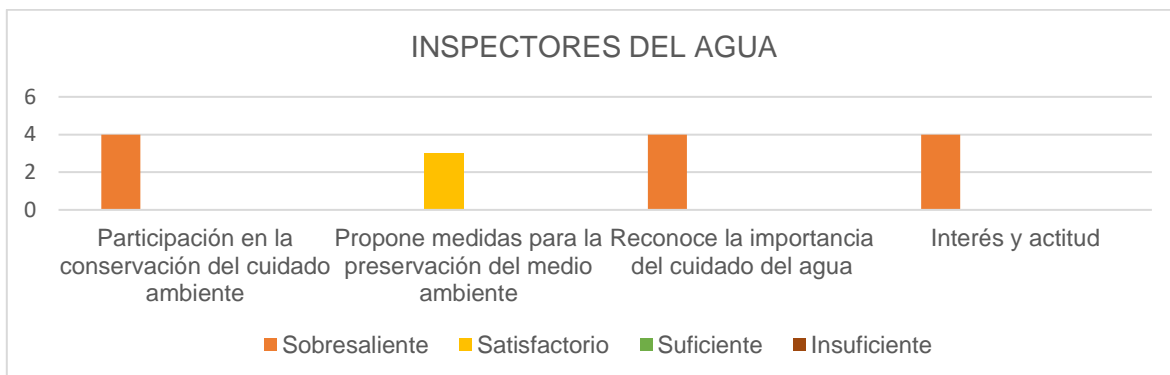 INSPECTORES DEL AGUA
6
4
2
0
Participación en la
conservación del cuidado
ambiente
Propone medidas para la
preservación del medio
ambiente
Reconoce la importancia
del cuidado del agua
Interés y actitud
Sobresaliente Satisfactorio Suficiente Insuficiente